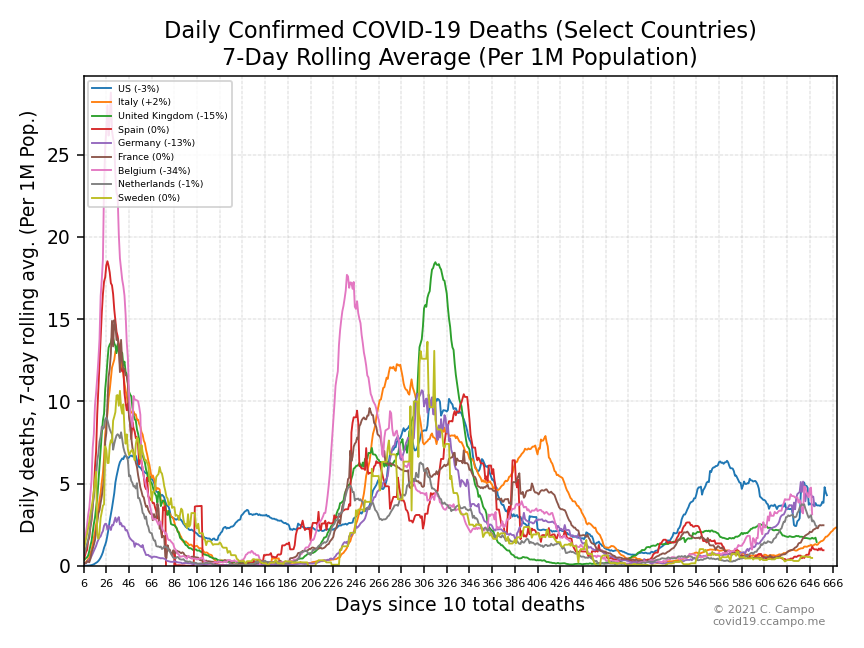 Daily Confirmed COVID-19 Deaths (Select Countries)
7-Day Rolling Average (Per 1M Population)
Daily deaths, 7-day rolling avg. (Per 1M Pop.)
25
20
15
10
5
0
US (-3%)
Italy (+2%)
United Kingdom (-15%)
Spain (0%)
Germany (-13%)
France (0%)
Belgium (-34%)
Netherlands (-1%)
Sweden (0%)
6 26 46 66 86 106 126 146 166 186 206 226 246 266 286 306 326 346 366 386 406 426 446 466 486 506 526 546 566 586 606 626 646 666
Days since 10 total deaths
© 2021 C. Campo
covid19.ccampo.me